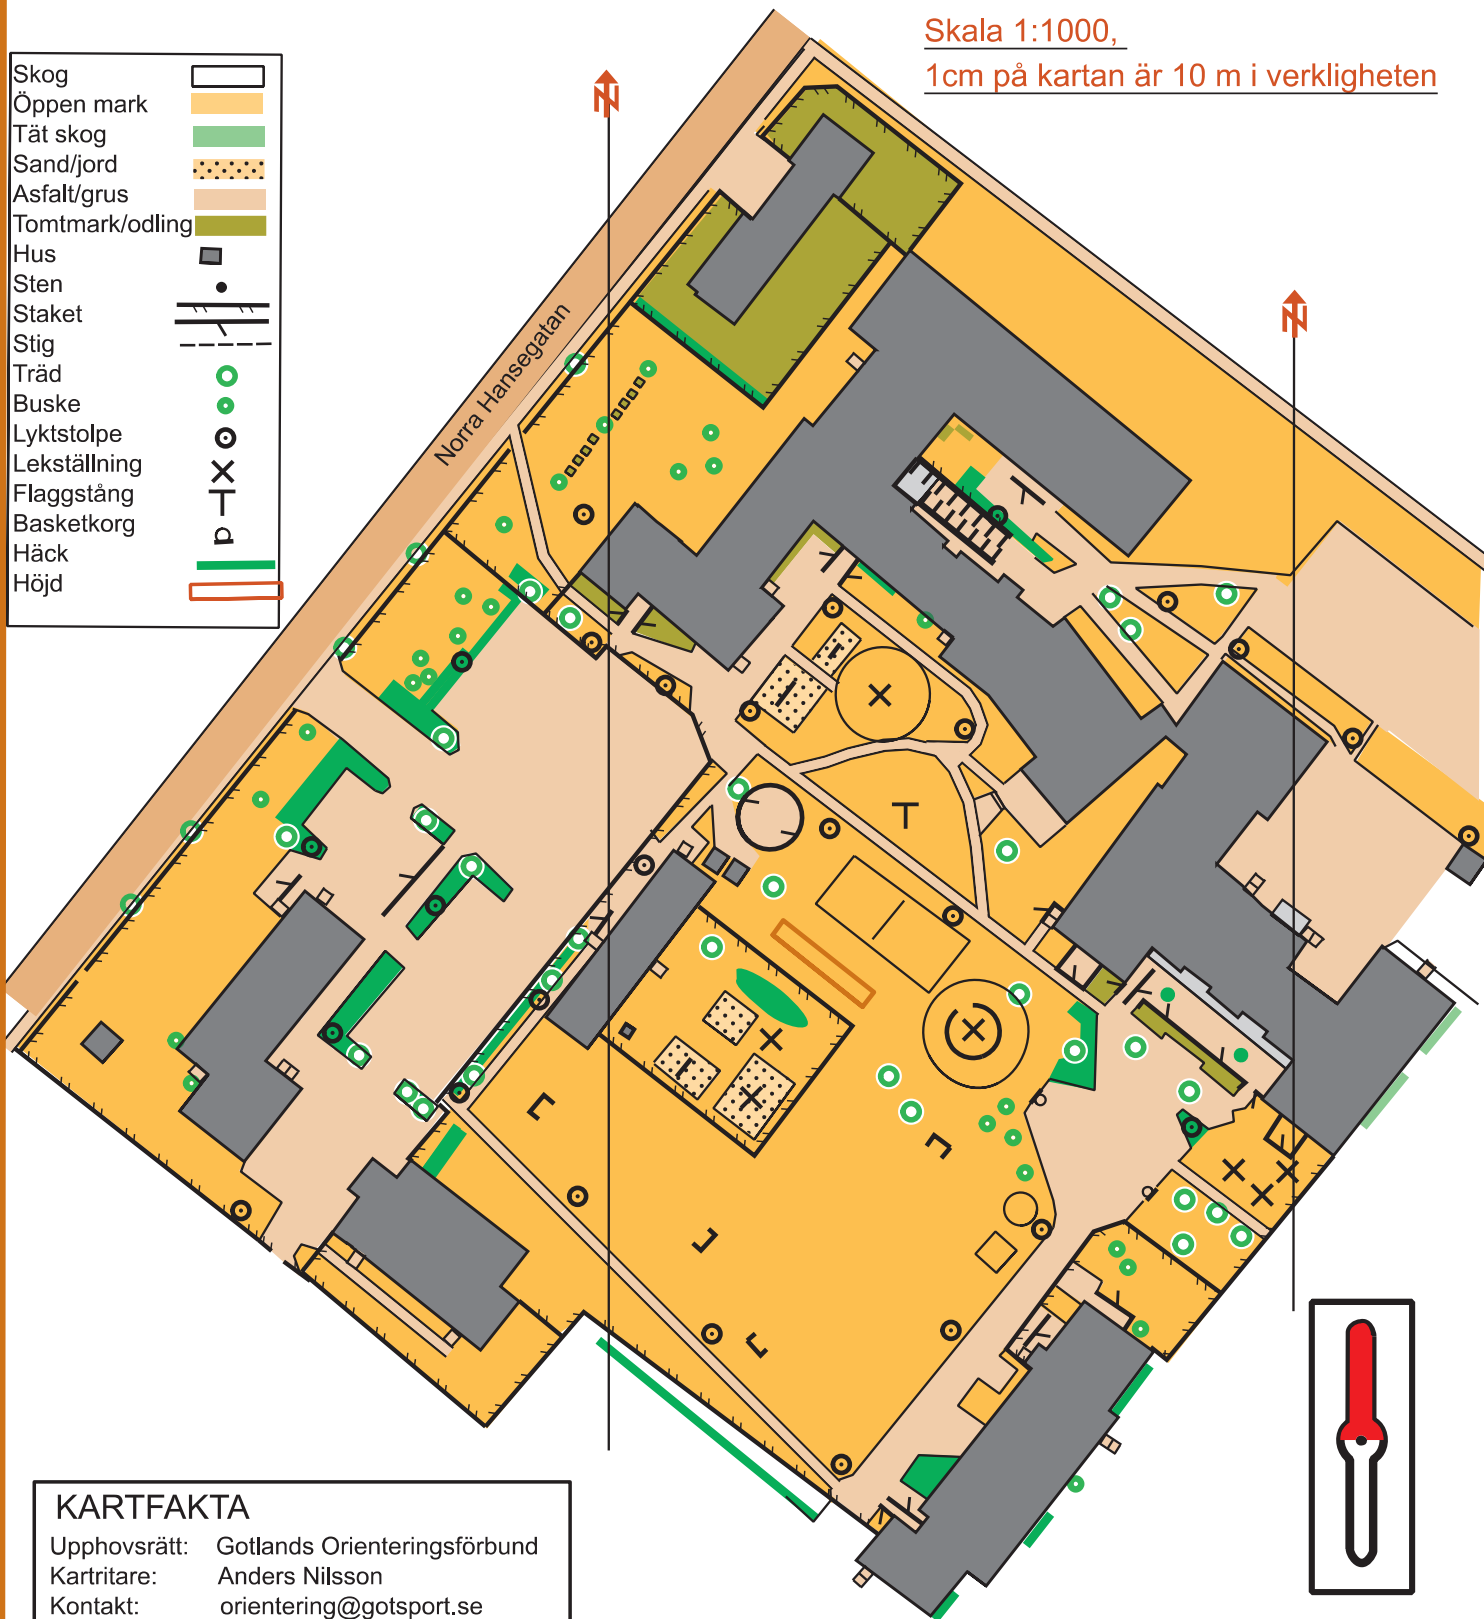 Skala 1:1000,
1cm på kartan är 10 m i verkligheten
Skog
Öppen mark
Tät skog
Sand/jord
Asfalt/grus
Tomtmark/odling
Hus
Sten
Staket
Stig
Träd
Buske
Lyktstolpe
Lekställning
Flaggstång
Basketkorg
Häck
Höjd
N
N
Norra Hansegatan
KARTFAKTA
Upphovsrätt: Gotlands Orienteringsförbund
Kartritare: Anders Nilsson
Kontakt: orientering@gotsport.se